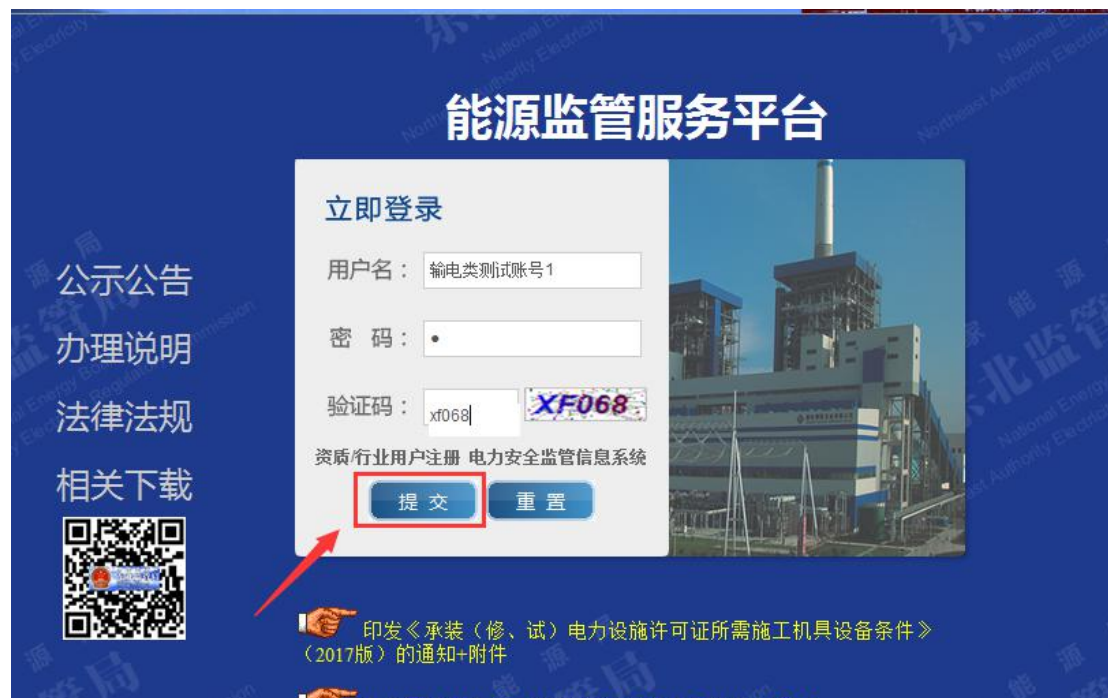 能源监管服务平台
立即登录
用户名：
输电类测试账号1
密 码：
验证码：
xf068
XF068
资质/行业用户注册 电力安全监管信息系统
提 交
重 置
公示公告
办理说明
法律法规
相关下载
印发《承装（修、试）电力设施许可证所需施工机具设备条件》
（2017版）的通知+附件